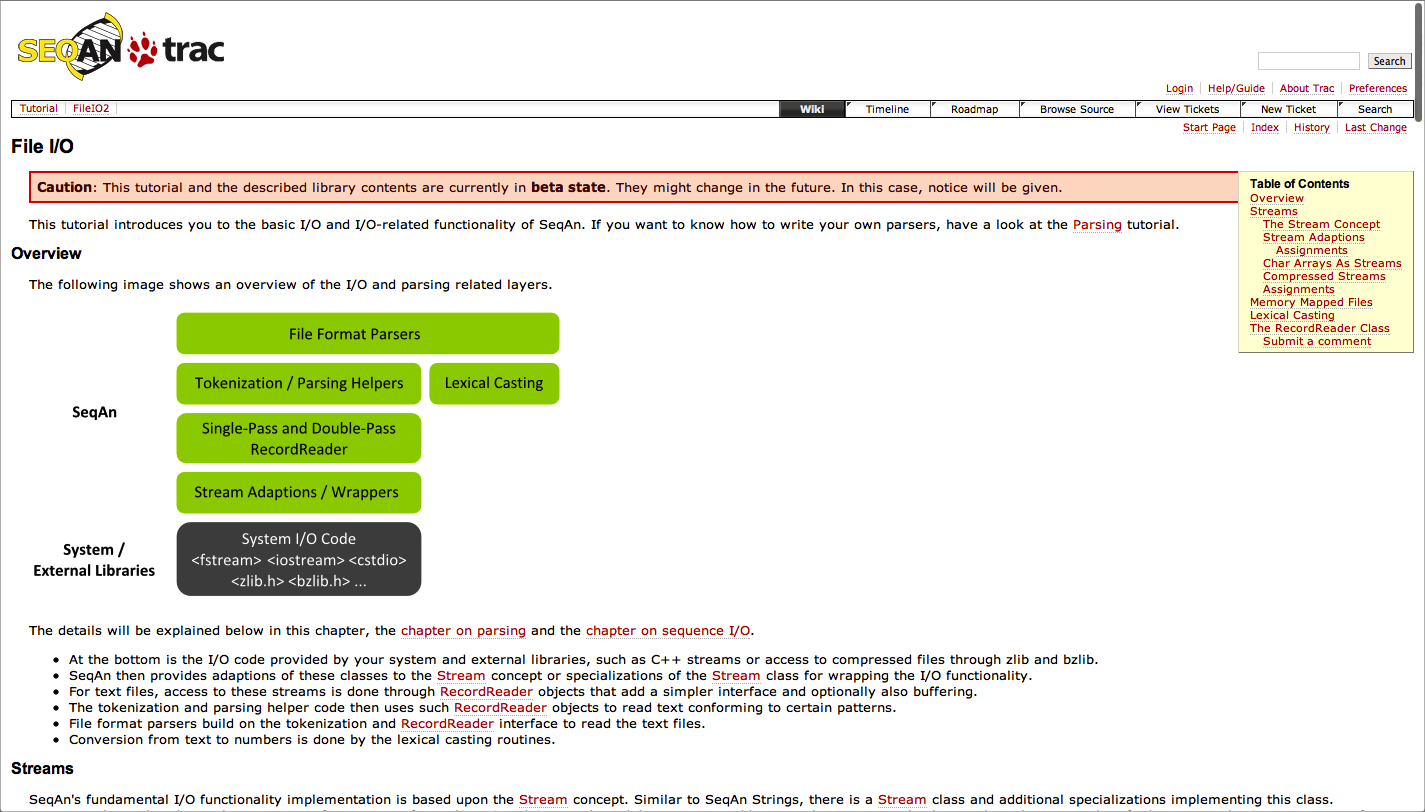 SEQAN trac
Search
Login Help/Guide About Trac Preferences
Tutorial FileIO2 Wiki Timeline Roadmap Browse Source View Tickets New Ticket Search
Start Page Index History Last Change
File I/O
Caution: This tutorial and the described library contents are currently in beta state. They might change in the future. In this case, notice will be given.
Table of Contents
Overview
Streams
The Stream Concept
Stream Adaptions
Assignments
Char Arrays As Streams
Compressed Streams
Assignments
Memory Mapped Files
Lexical Casting
The RecordReader Class
Submit a comment
This tutorial introduces you to the basic I/O and I/O-related functionality of SeqAn. If you want to know how to write your own parsers, have a look at the Parsing tutorial.
Overview
The following image shows an overview of the I/O and parsing related layers.
File Format Parsers
Tokenization / Parsing Helpers
Lexical Casting
SeqAn
Single-Pass and Double-Pass
RecordReader
Stream Adaptions / Wrappers
System /
External Libraries
System I/O Code
<fstream> <iostream> <cstdio>
<zlib.h> <bzlib.h> ...
The details will be explained below in this chapter, the chapter on parsing and the chapter on sequence I/O.
• At the bottom is the I/O code provided by your system and external libraries, such as C++ streams or access to compressed files through zlib and bzlib.
• SeqAn then provides adaptions of these classes to the Stream concept or specializations of the Stream class for wrapping the I/O functionality.
• For text files, access to these streams is done through RecordReader objects that add a simpler interface and optionally also buffering.
• The tokenization and parsing helper code then uses such RecordReader objects to read text conforming to certain patterns.
• File format parsers build on the tokenization and RecordReader interface to read the text files.
• Conversion from text to numbers is done by the lexical casting routines.
Streams
SeqAn's fundamental I/O functionality implementation is based upon the Stream concept. Similar to SeqAn Strings, there is a Stream class and additional specializations implementing this class.